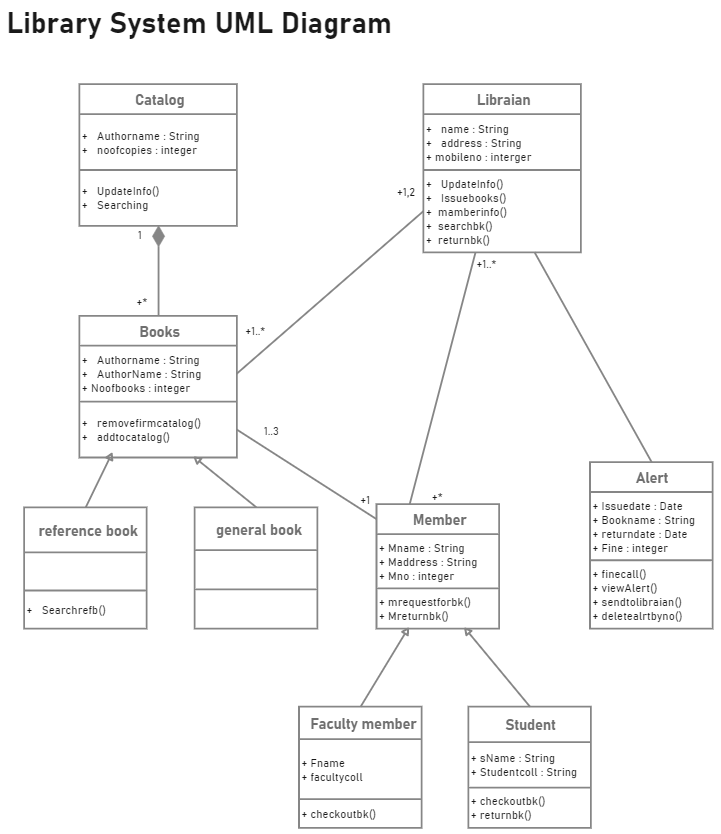 Library System UML Diagram
Catalog
+ Authorname : String
+ noofcopies : integer
+ UpdateInfo()
+ Searching
1
+*
Libraian
+ name : String
+ address : String
+ mobileno : interger
+ UpdateInfo()
+ Issuebooks()
+ mamberinfo()
+ searchbk()
+ returnbk()
+1,2
+1..*
+1..*
Books
+ Authorname : String
+ AuthorName : String
+ Noofbooks : integer
+ removefirmcatalog()
+ addtocatalog()
1..3
+1
+*
reference book
+ Searchrefb()
general book
Member
+ Mname : String
+ Maddress : String
+ Mno : integer
+ mrequestforbk()
+ Mreturnbk()
Alert
+ Issuedate : Date
+ Bookname : String
+ returndate : Date
+ Fine : integer
+ finecall()
+ viewAlert()
+ sendtolibraian()
+ deletealrtbyno()
Faculty member
+ Fname
+ facultycoll
+ checkoutbk()
Student
+ sName : String
+ Studentcoll : String
+ checkoutbk()
+ returnbk()